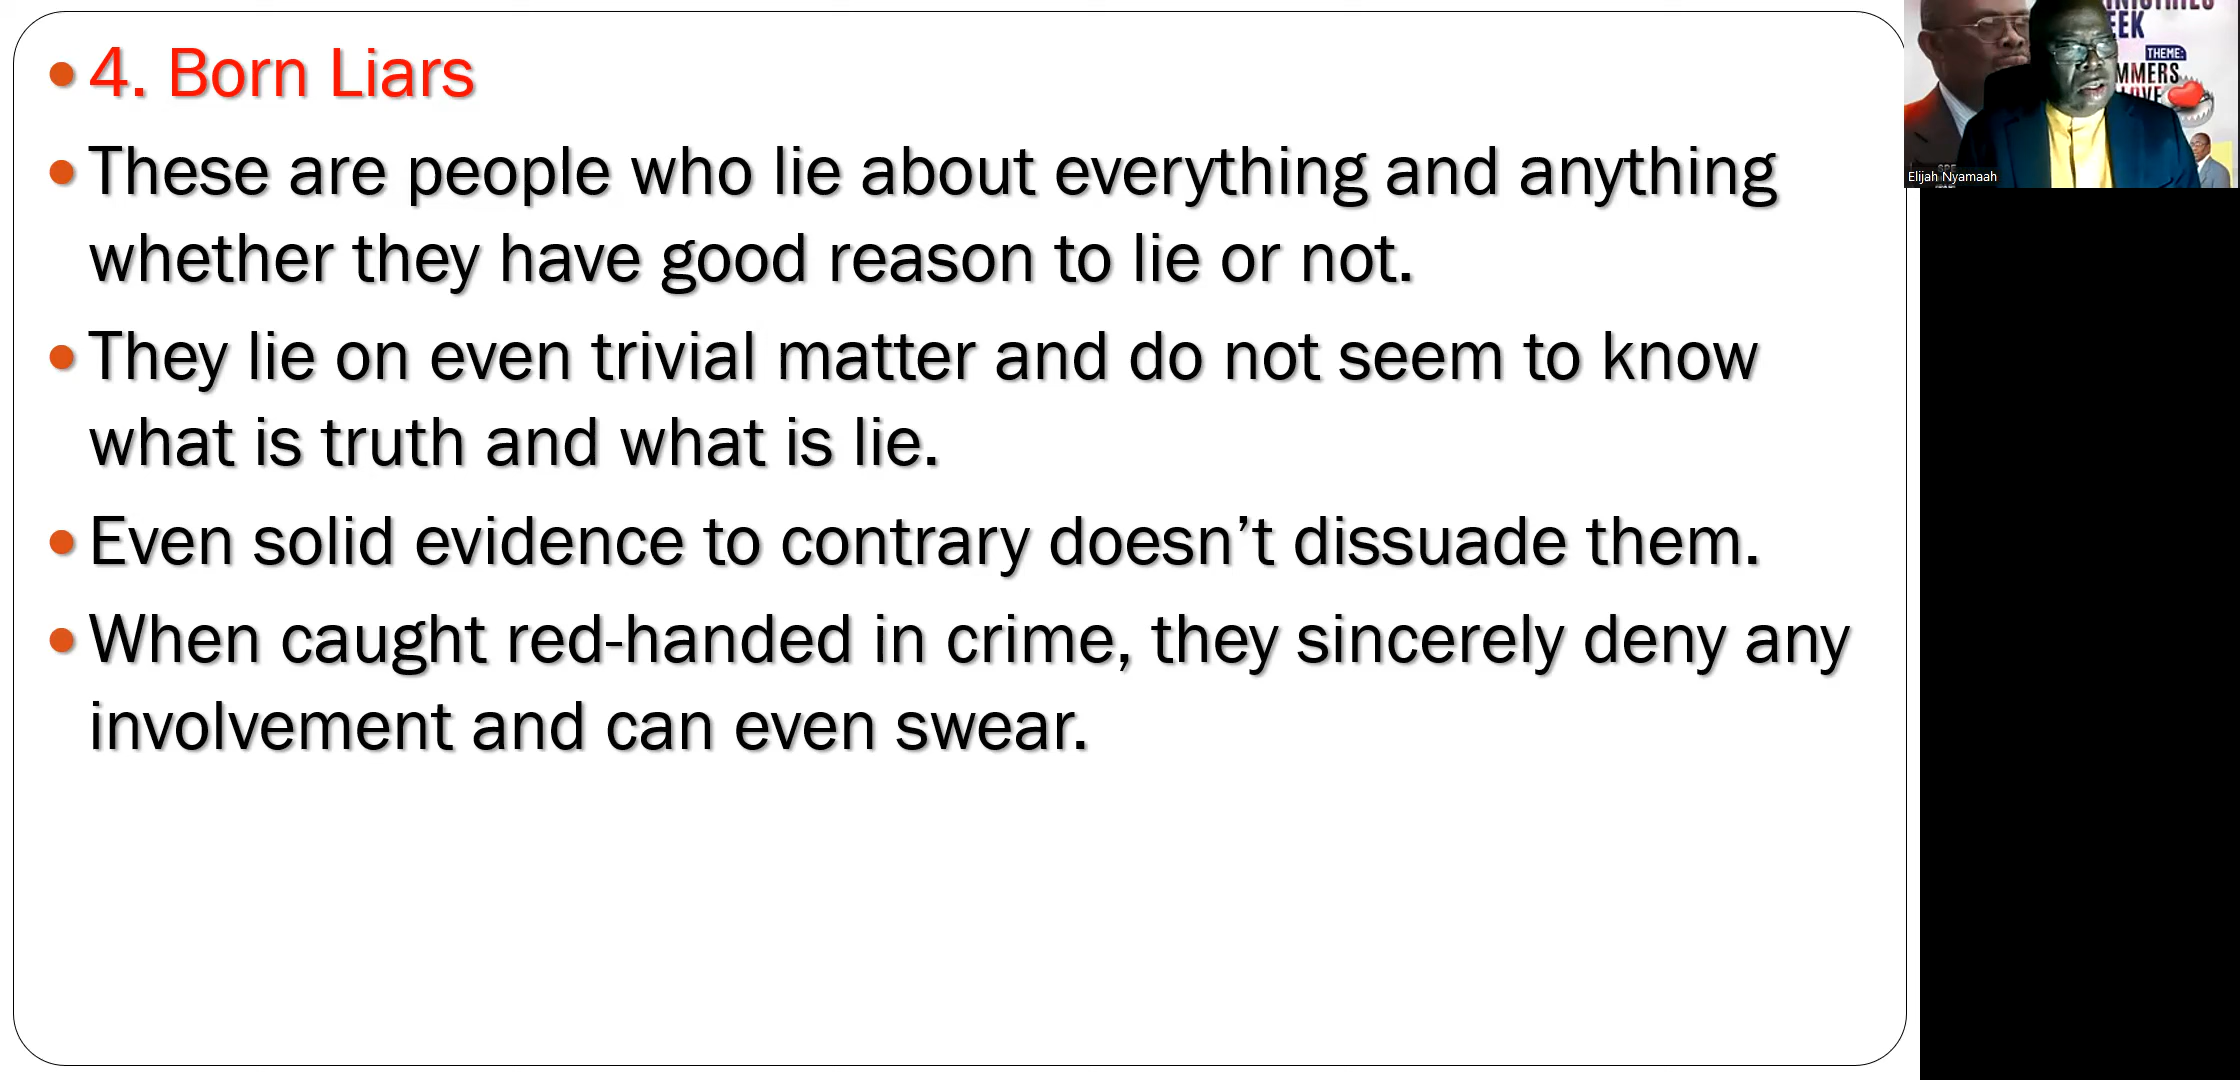 4. Born Liars
These are people who lie about everything and anything
whether they have good reason to lie or not.
They lie on even trivial matter and do not seem to know
what is truth and what is lie.
Even solid evidence to contrary doesn’t dissuade them.
When caught red-handed in crime, they sincerely deny any
involvement and can even swear.
EEK
THEME:
Elijah Nyamaah